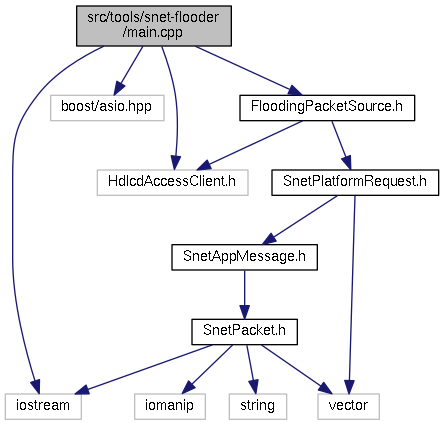 src/tools/snet-flooder
/main.cpp
boost/asio.hpp
FloodingPacketSource.h
HdlcdAccessClient.h
SnetPlatformRequest.h
SnetAppMessage.h
SnetPacket.h
iostream
iomanip
string
vector